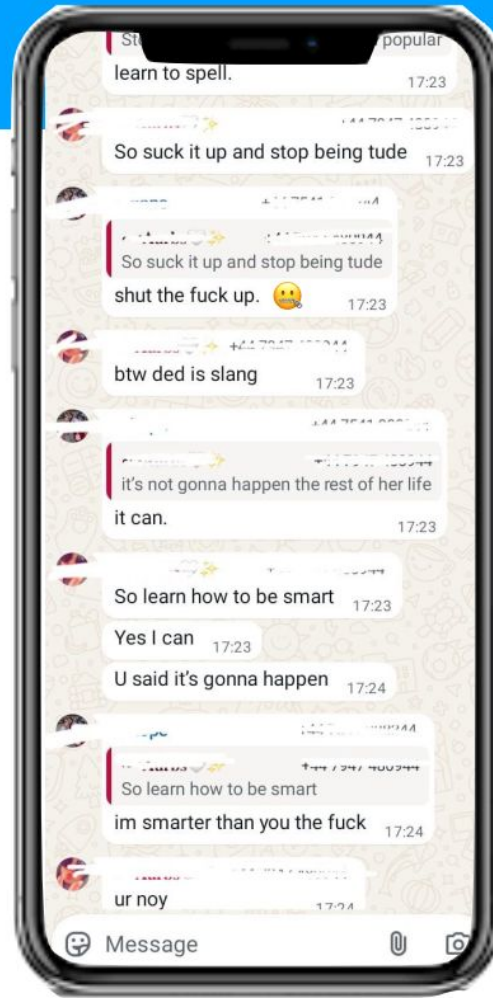 popular
learn to spell.
17:23
So suck it up and stop being tude 17:23
So suck it up and stop being tude
shut the fuck up. 🤐 17:23
btw ded is slang 17:23
it's not gonna happen the rest of her life
it can. 17:23
So learn how to be smart 17:23
Yes I can 17:23
U said it's gonna happen 17:24
So learn how to be smart
im smarter than you the fuck 17:24
ur noy 17:24
Message